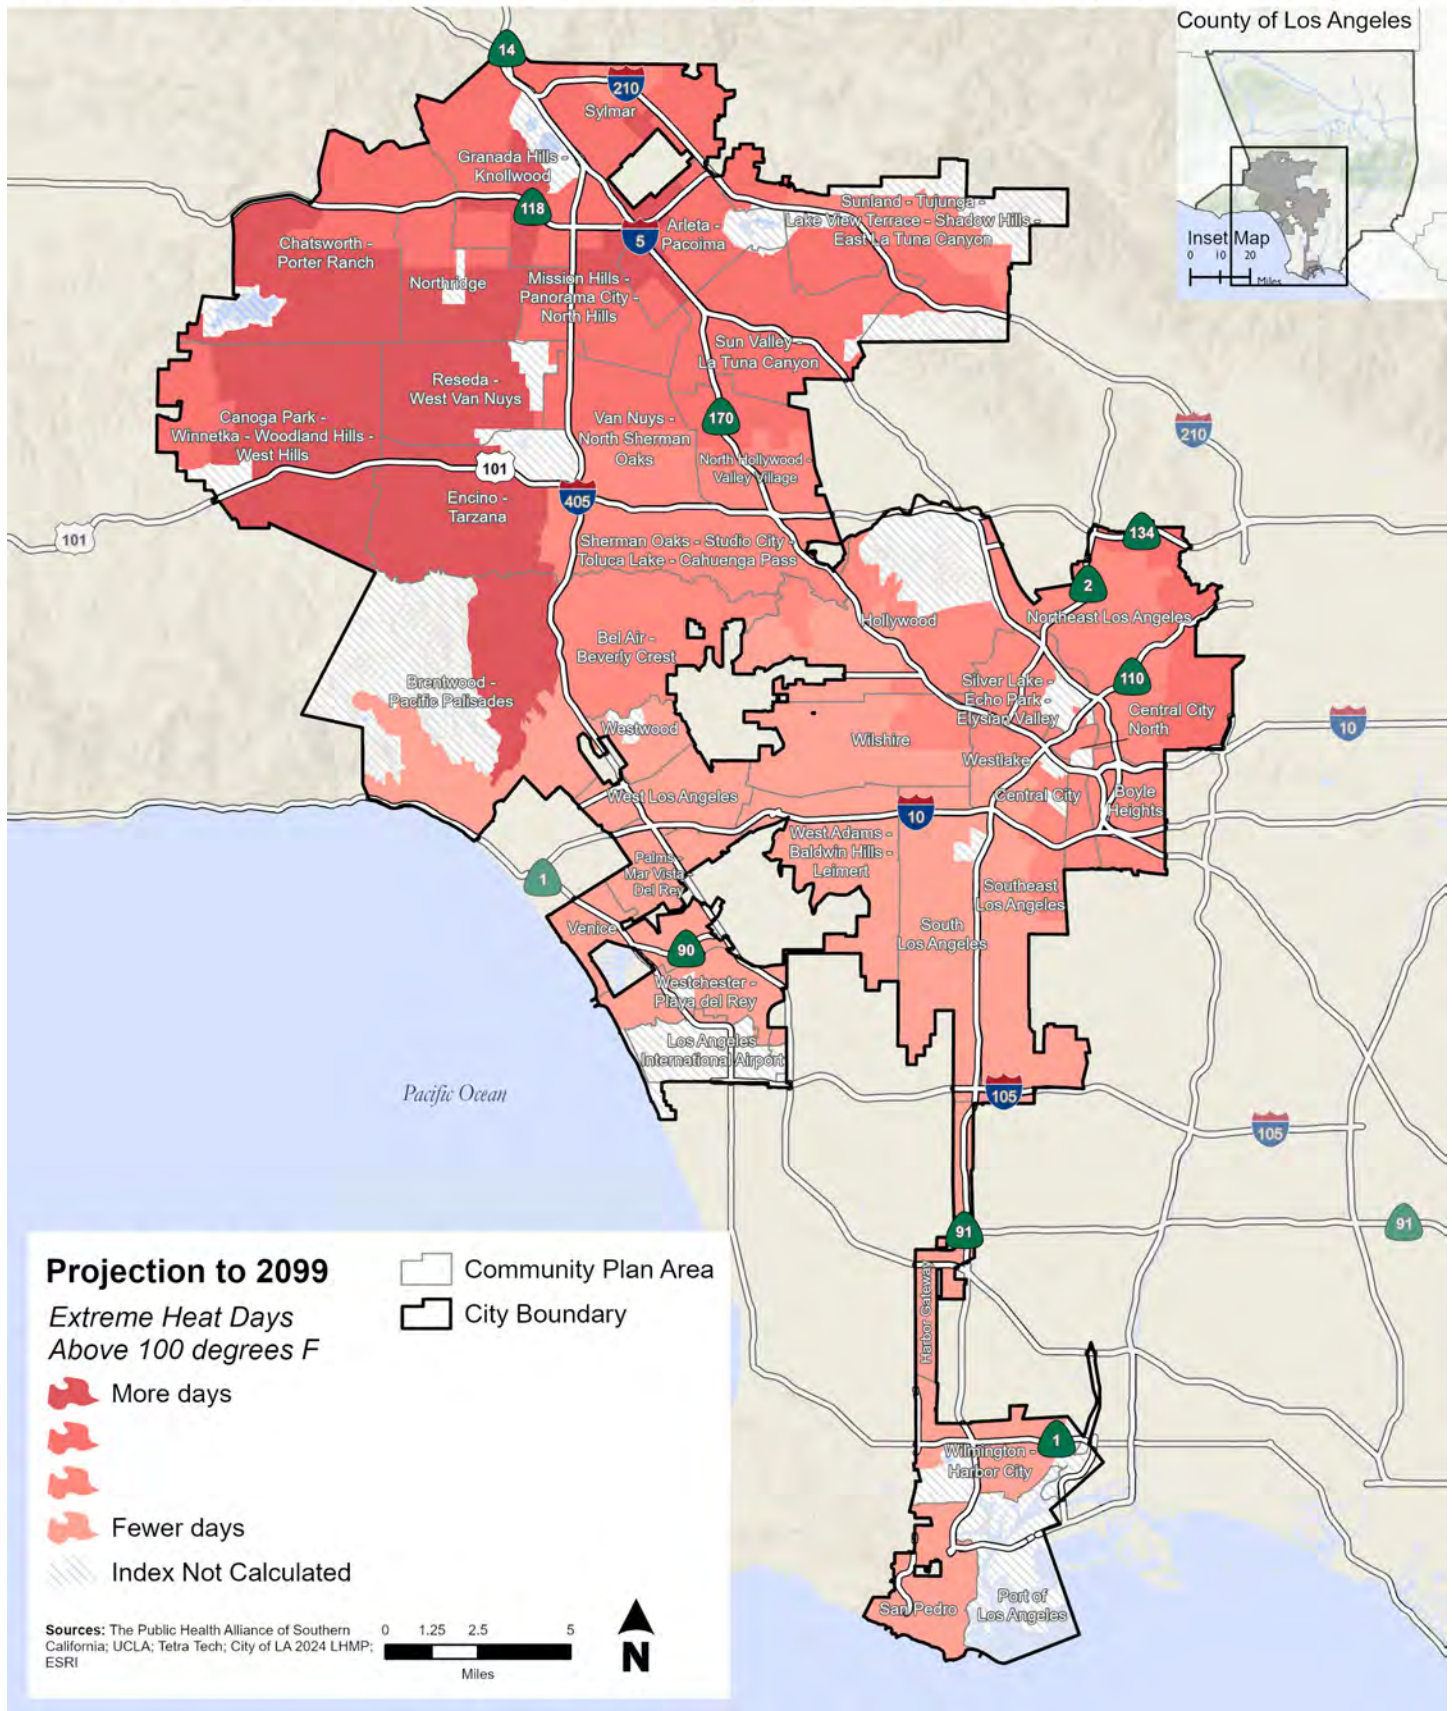 County of Los Angeles
Inset Map
0 10 20
Miles
14
210
Sylmar
Granada Hills -
Knollwood
118
5
Arleta -
Pacoima
Sunland - Tujunga -
Lake View Terrace - Shadow Hills -
East La Tuna Canyon
Chatsworth -
Porter Ranch
Northridge
Mission Hills -
Panorama City -
North Hills
Sun Valley -
La Tuna Canyon
Reseda -
West Van Nuys
Canoga Park -
Winnetka - Woodland Hills -
West Hills
Van Nuys -
North Sherman
Oaks
170
North Hollywood -
Valley Village
210
101
Encino -
Tarzana
405
101
Sherman Oaks - Studio City -
Toluca Lake - Cahuenga Pass
134
2
Hollywood
Northeast Los Angeles
Bel Air -
Beverly Crest
Brentwood -
Pacific Palisades
Silver Lake -
Echo Park -
Elysian Valley
110
Central City
North
10
Westwood
Wilshire
Westlake
West Los Angeles
Central City
Boyle
Heights
10
West Adams -
Baldwin Hills -
Leimert
Palms -
Mar Vista -
Del Rey
1
Southeast
Los Angeles
Venice
South
Los Angeles
90
Westchester -
Playa del Rey
Los Angeles
International Airport
Pacific Ocean
105
105
91
91
Harbor Gateway
1
Wilmington -
Harbor City
San Pedro
Port of
Los Angeles
Projection to 2099
Extreme Heat Days
Above 100 degrees F
More days
Fewer days
Index Not Calculated
Community Plan Area
City Boundary
Sources: The Public Health Alliance of Southern
California; UCLA; Tetra Tech; City of LA 2024 LHMP;
ESRI
0 1.25 2.5 5
Miles
N